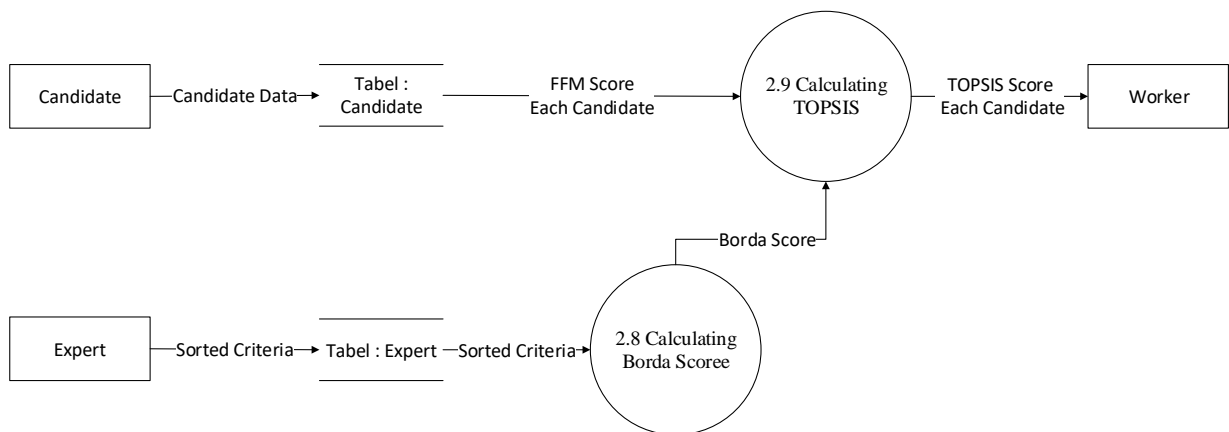 Candidate
Candidate Data
Tabel :
Candidate
FFM Score
Each Candidate
2.9 Calculating
TOPSIS
TOPSIS Score
Each Candidate
Worker
Borda Score
Expert
Sorted Criteria
Tabel : Expert
Sorted Criteria
2.8 Calculating
Borda Scoree